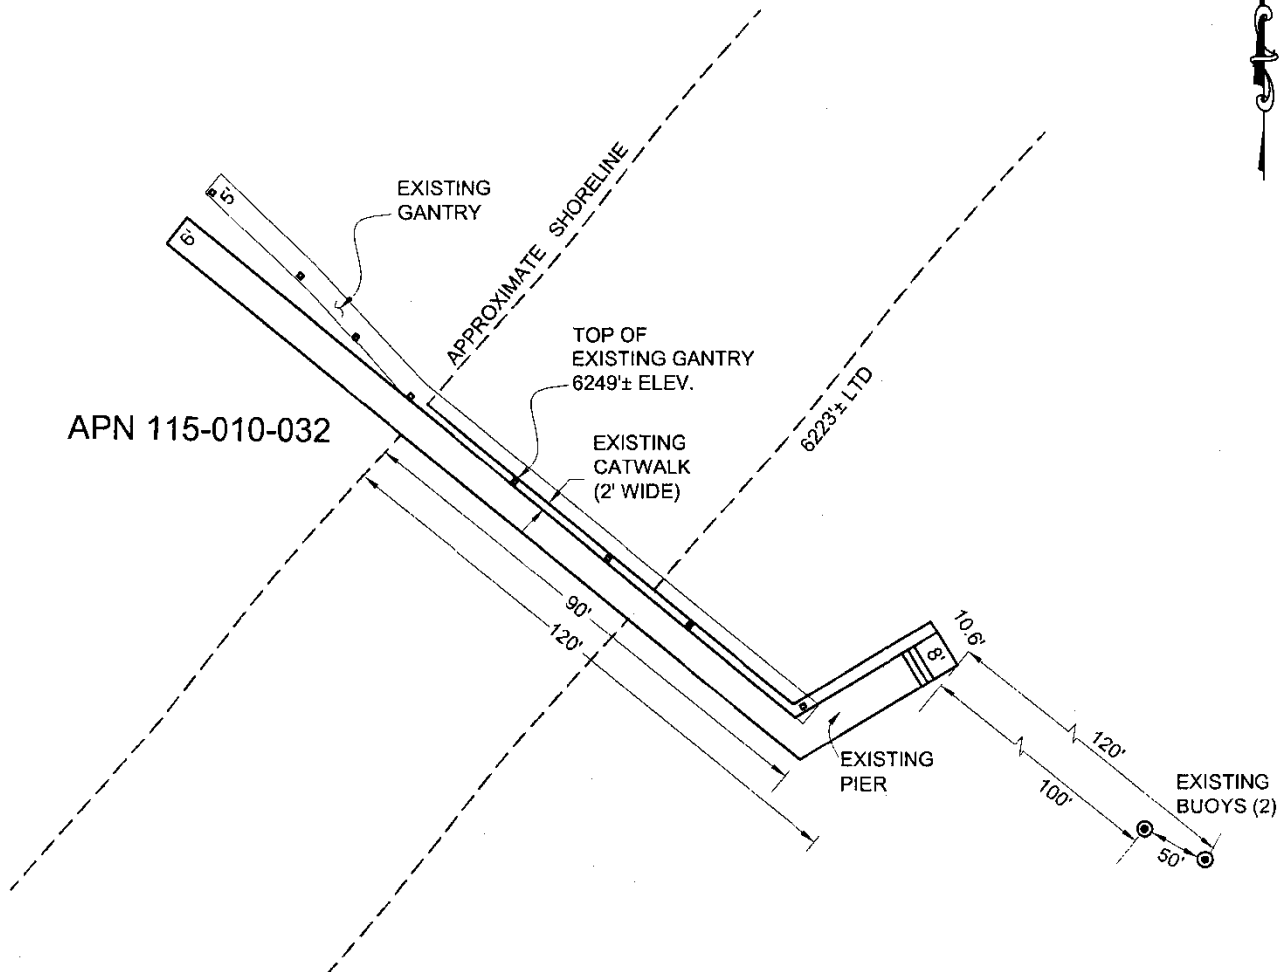 EXISTING
GANTRY
5'
6'
APPROXIMATE SHORELINE
TOP OF
EXISTING GANTRY
6249'± ELEV.
6223'± LTD
APN 115-010-032
EXISTING
CATWALK
(2' WIDE)
90'
120'
10.6'
8'
EXISTING
PIER
120'
100'
EXISTING
BUOYS (2)
50'